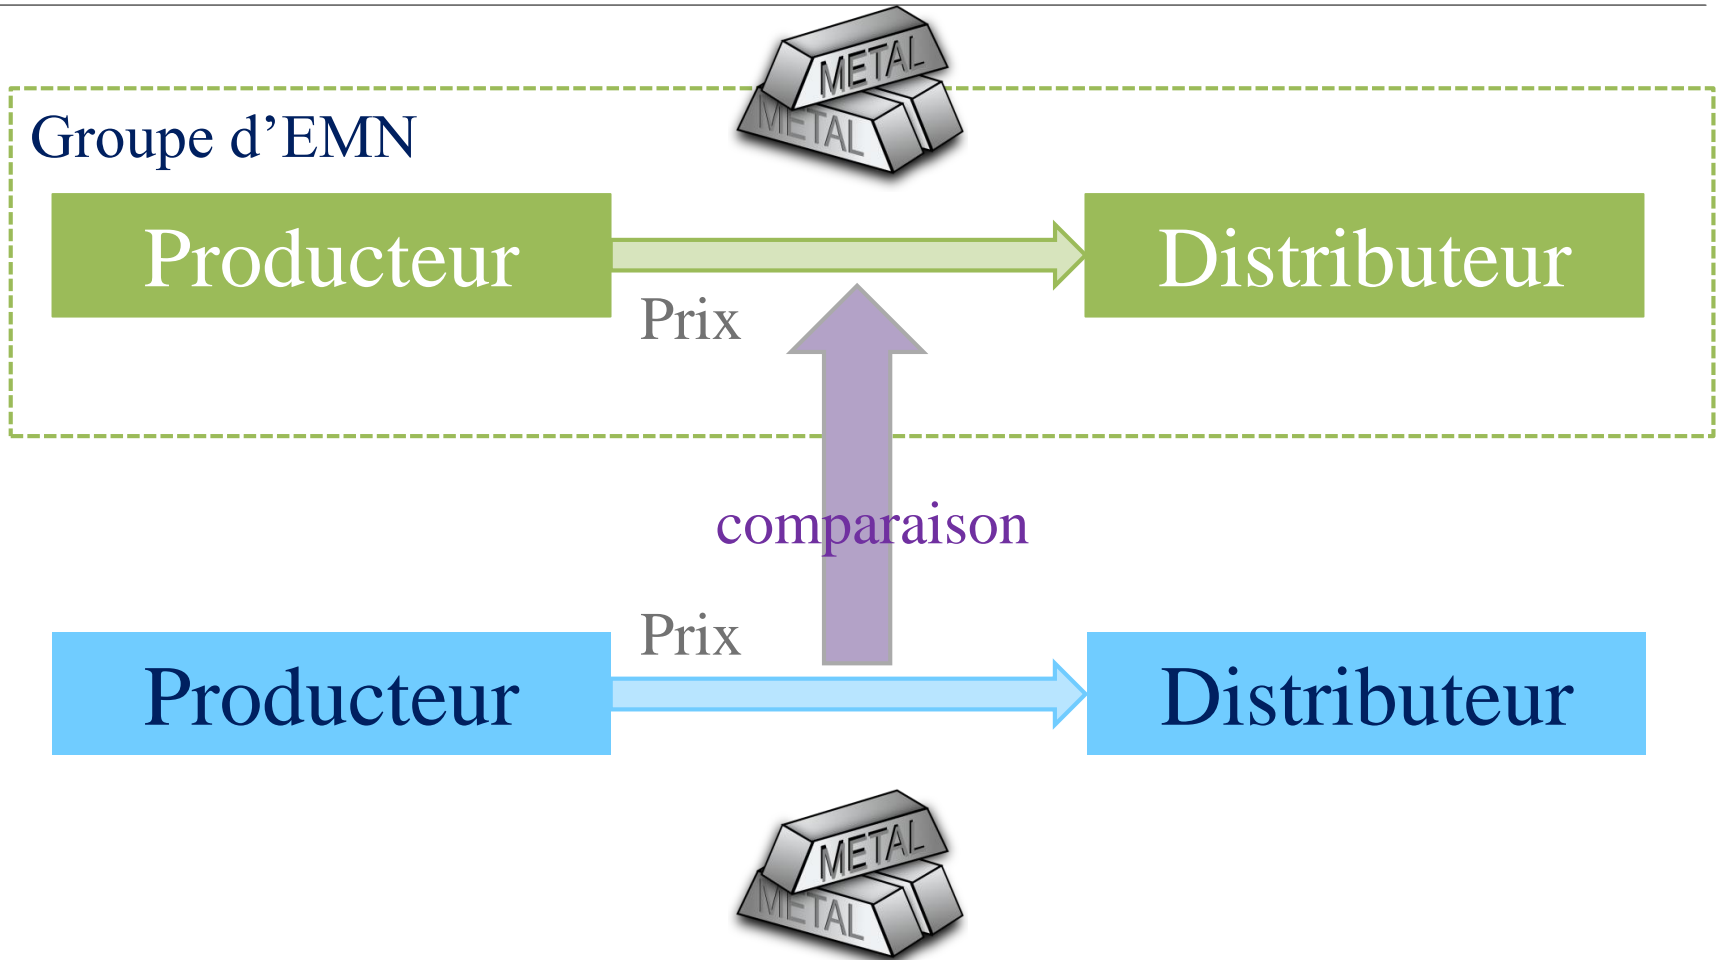 METAL
METAL
Groupe d’EMN
Producteur
Distributeur
Prix
comparaison
Prix
Producteur
Distributeur
METAL
METAL